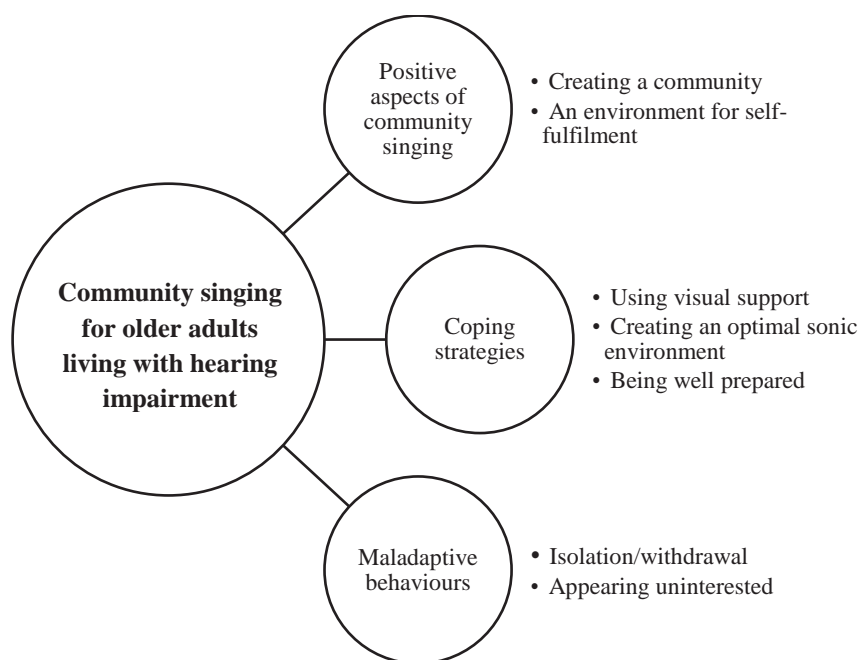 Positive
aspects of
community
singing
• Creating a community
• An environment for self-
fulfilment
Community singing
for older adults
living with hearing
impairment
Coping
strategies
• Using visual support
• Creating an optimal sonic
environment
• Being well prepared
Maladaptive
behaviours
• Isolation/withdrawal
• Appearing uninterested